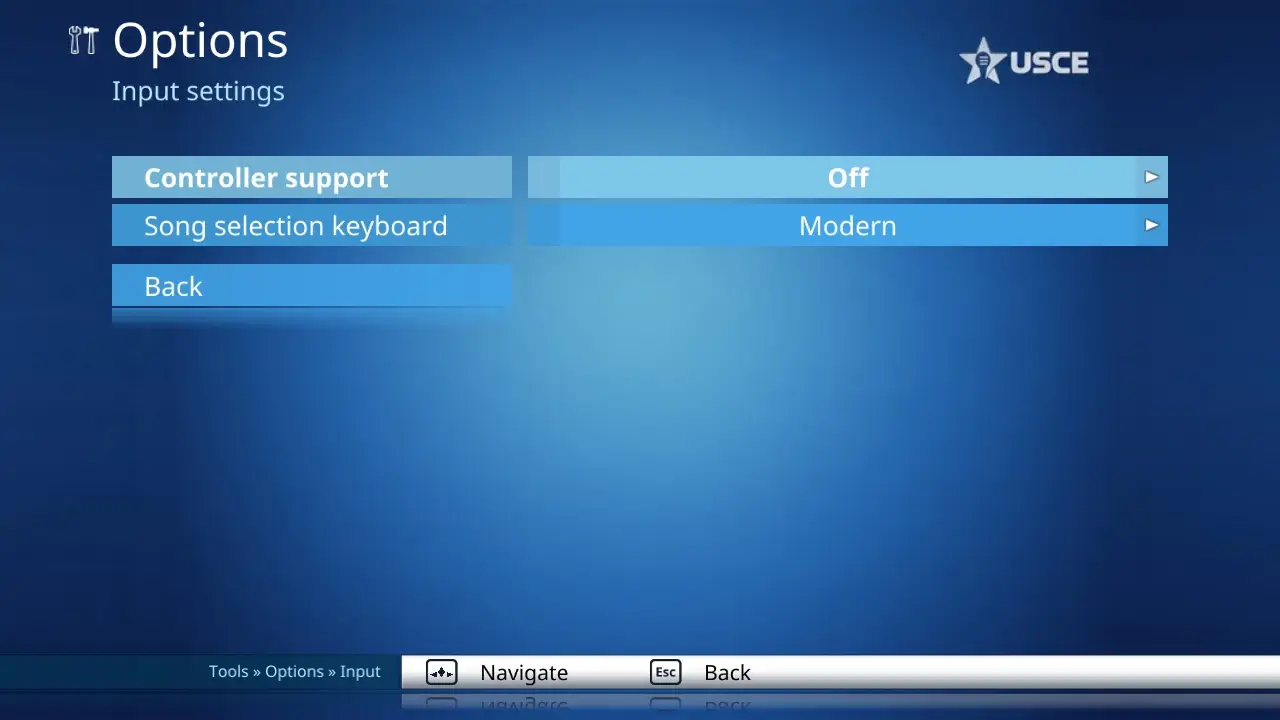 Options
USCE
Input settings
Controller support Off
Song selection keyboard Modern
Back
Tools » Options » Input Navigate Esc Back